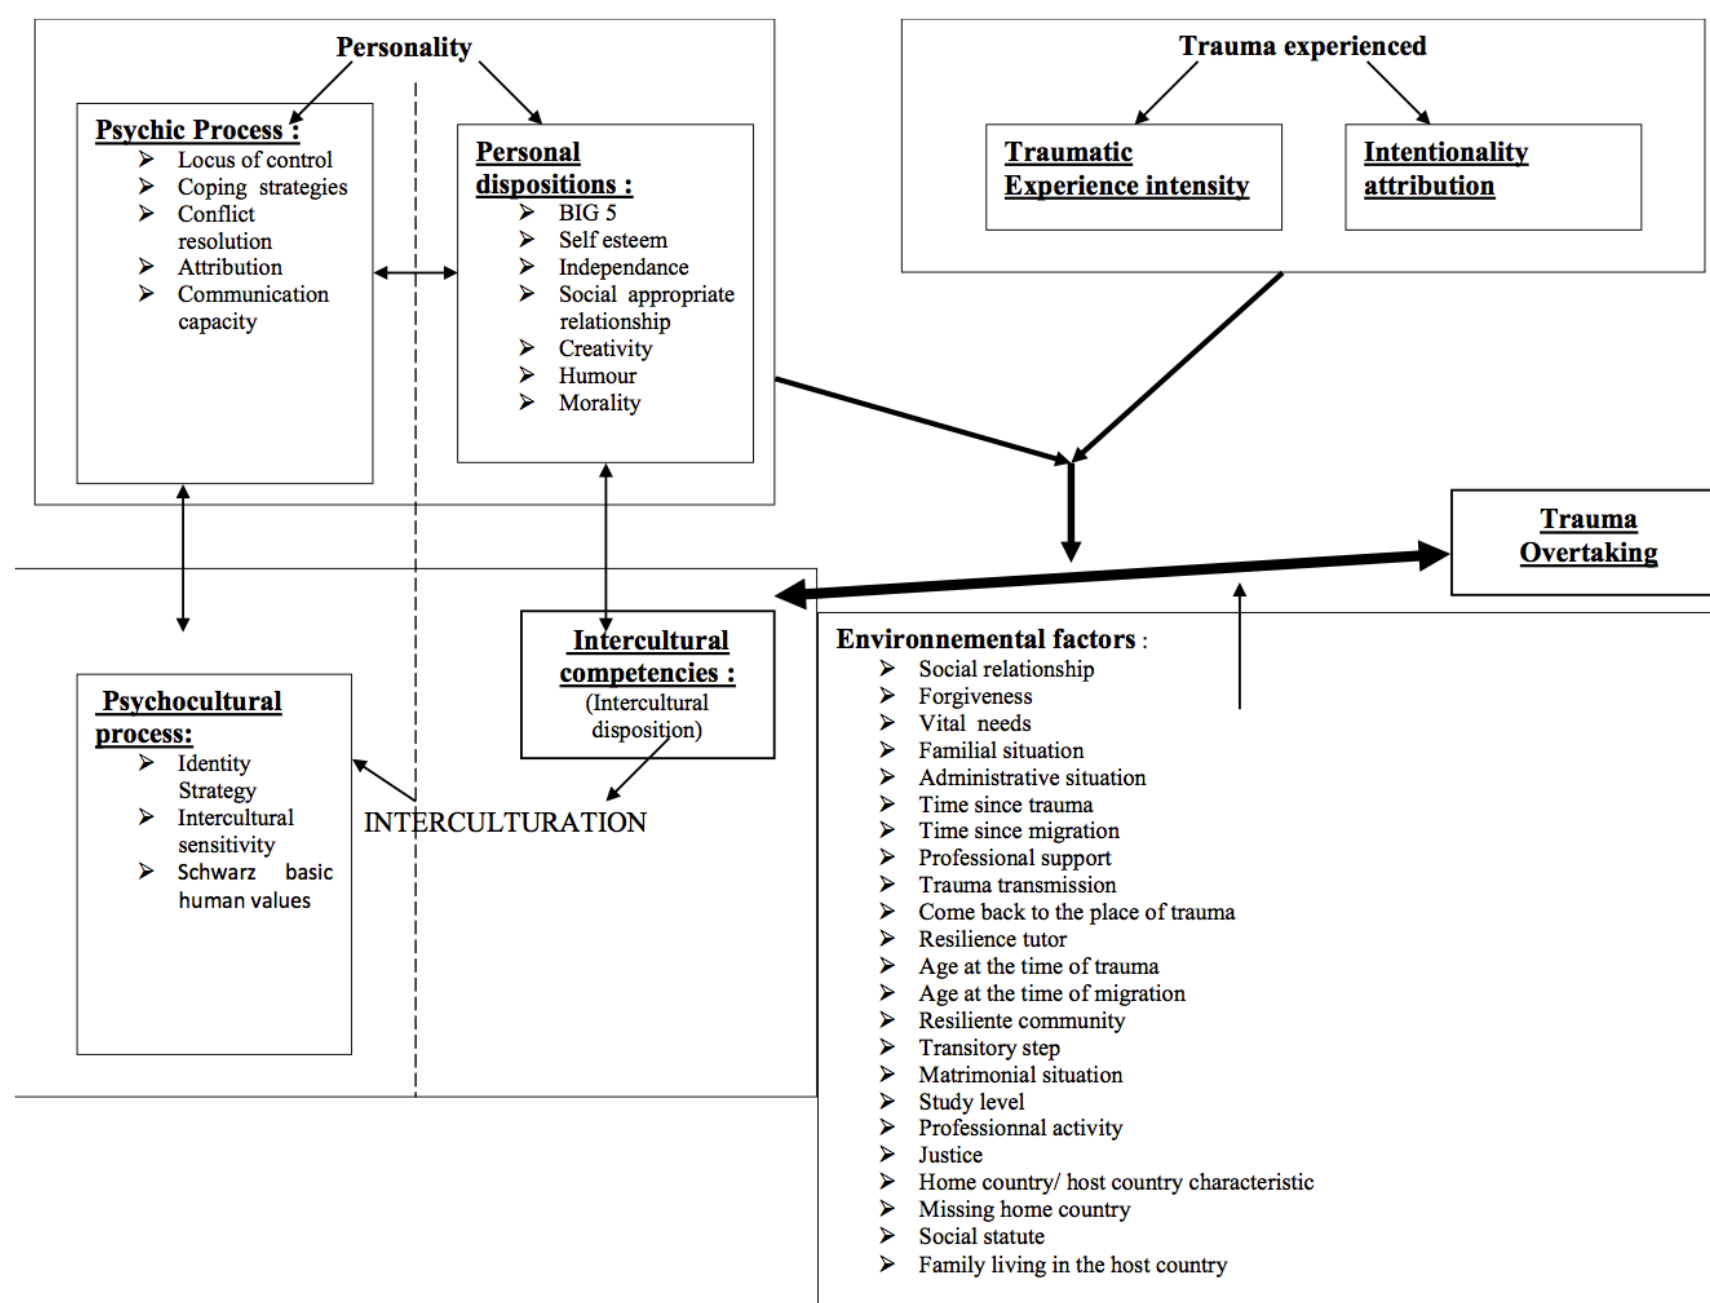 Personality
Psychic Process :
➢ Locus of control
➢ Coping strategies
➢ Conflict
resolution
➢ Attribution
➢ Communication
capacity
Personal
dispositions :
➢ BIG 5
➢ Self esteem
➢ Independance
➢ Social appropriate
relationship
➢ Creativity
➢ Humour
➢ Morality
Trauma experienced
Traumatic
Experience intensity
Intentionality
attribution
Trauma
Overtaking
Psychocultural
process:
➢ Identity
Strategy
➢ Intercultural
sensitivity
➢ Schwarz basic
human values
Intercultural
competencies :
(Intercultural
disposition)
INTERCULTURATION
Environnemental factors :
➢ Social relationship
➢ Forgiveness
➢ Vital needs
➢ Familial situation
➢ Administrative situation
➢ Time since trauma
➢ Time since migration
➢ Professional support
➢ Trauma transmission
➢ Come back to the place of trauma
➢ Resilience tutor
➢ Age at the time of trauma
➢ Age at the time of migration
➢ Resiliente community
➢ Transitory step
➢ Matrimonial situation
➢ Study level
➢ Professionnal activity
➢ Justice
➢ Home country/ host country characteristic
➢ Missing home country
➢ Social statute
➢ Family living in the host country